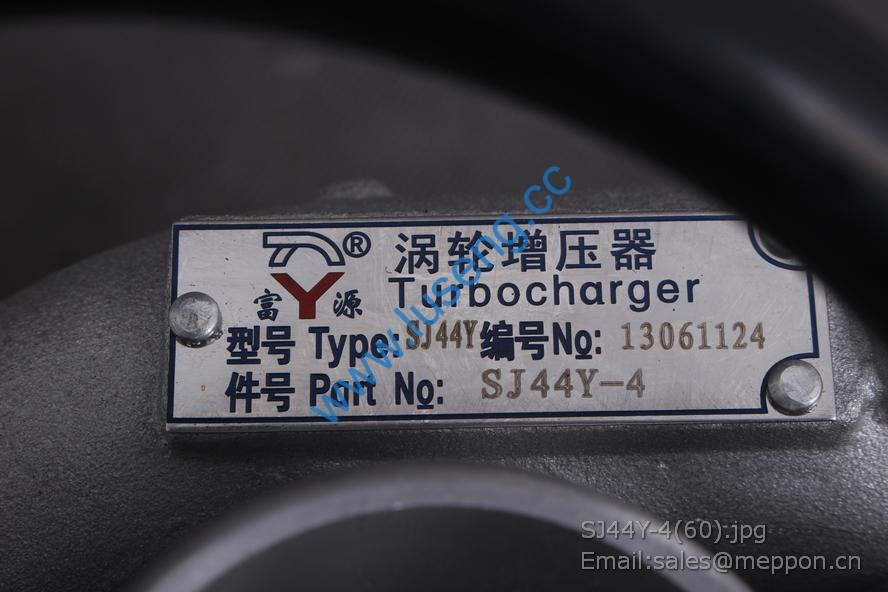 ® 涡轮增压器
富Y源 Turbocharger
型号 Type: SJ44Y 编号 No: 13061124
件号 Part No: SJ44Y-4
www.luseng.cc
SJ44Y-4(60).jpg
Email:sales@meppon.cn